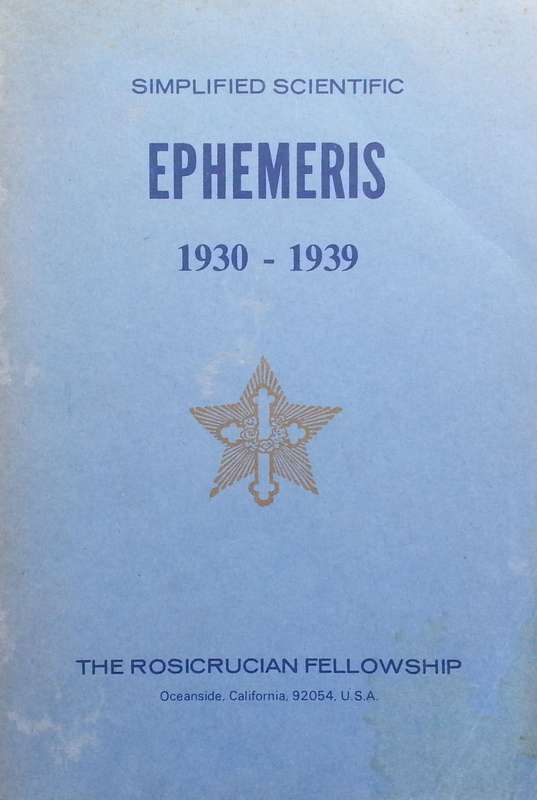 SIMPLIFIED SCIENTIFIC
EPHEMERIS
1930 - 1939
THE ROSICRUCIAN FELLOWSHIP
Oceanside, California, 92054, U.S.A.